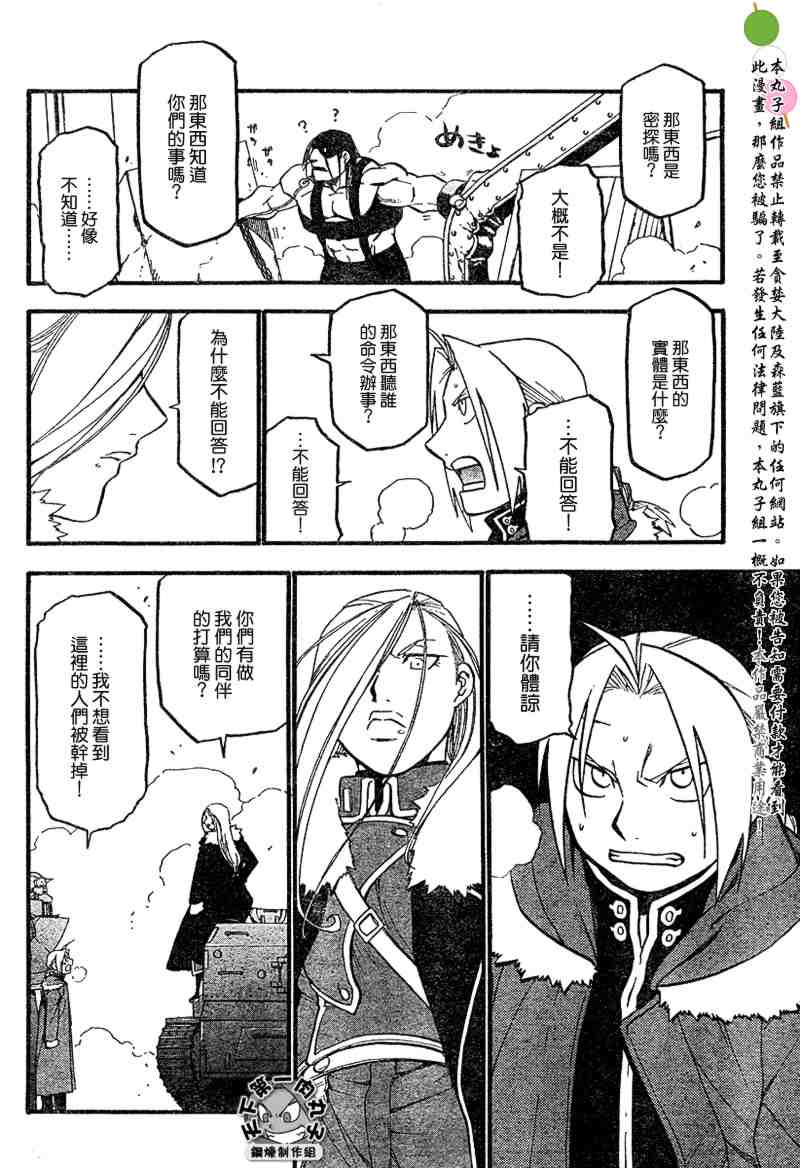 那東西是
密探嗎？
大概不是！
那東西知道
你們的事嗎？
……好像
不知道……
？
？
めきょ
那東西的
實體是什麼？
…不能
回答！
那東西聽誰
的命令辦事？
…不能
回答！
為什麼不能
回答!?
……請你體諒
你們有做
我們的同伴
的打算嗎？
……我不想看到
這裡的人們被幹掉！
本丸子組作品禁止轉載至貪婪大陸及森藍旗下的任何網站。如果您被告知需要付款才能看到
此漫畫，那麼您被騙了。若發生任何法律問題，本丸子組一概不負責！本作品嚴禁商業用途！
天下第一肉丸子
鋼煉制作組